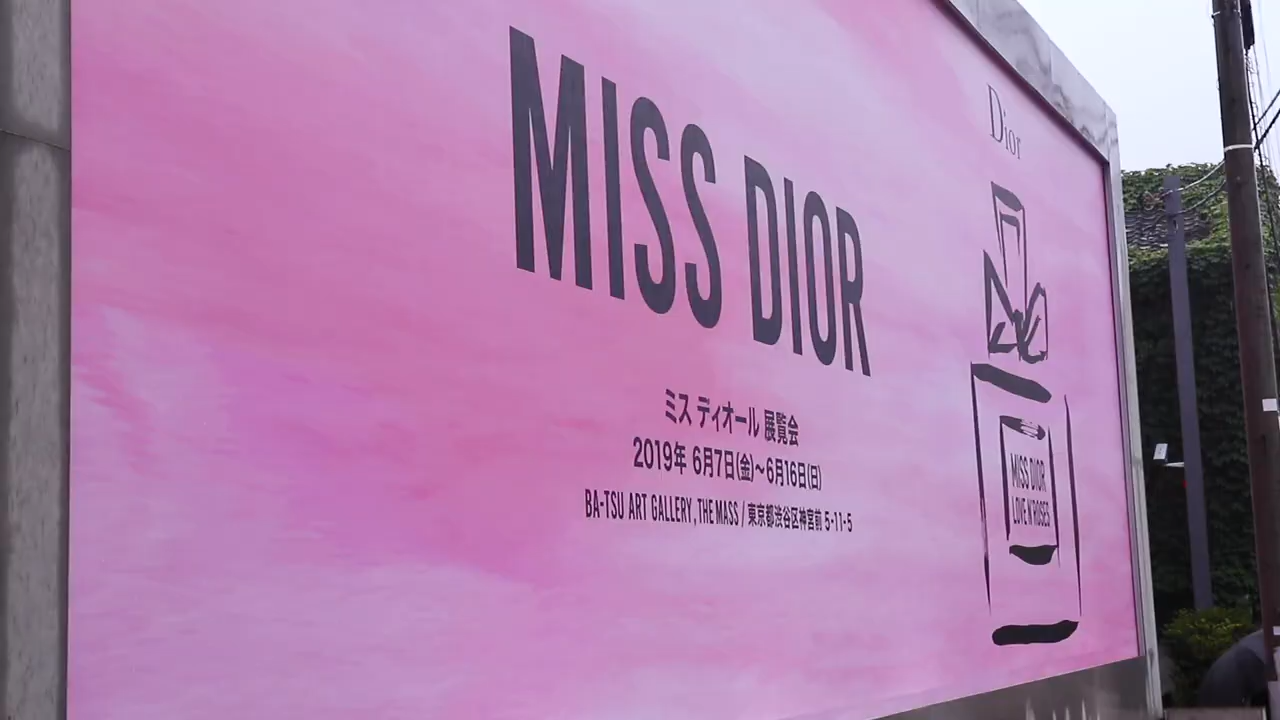 MISS DIOR
ミス ディオール 展覧会
2019年 6月7日(金)~6月16日(日)
BA-TSU ART GALLERY, THE MASS / 東京都渋谷区神宮前 5-11-5
Dior
MISS DIOR
LOVE N'ROSES